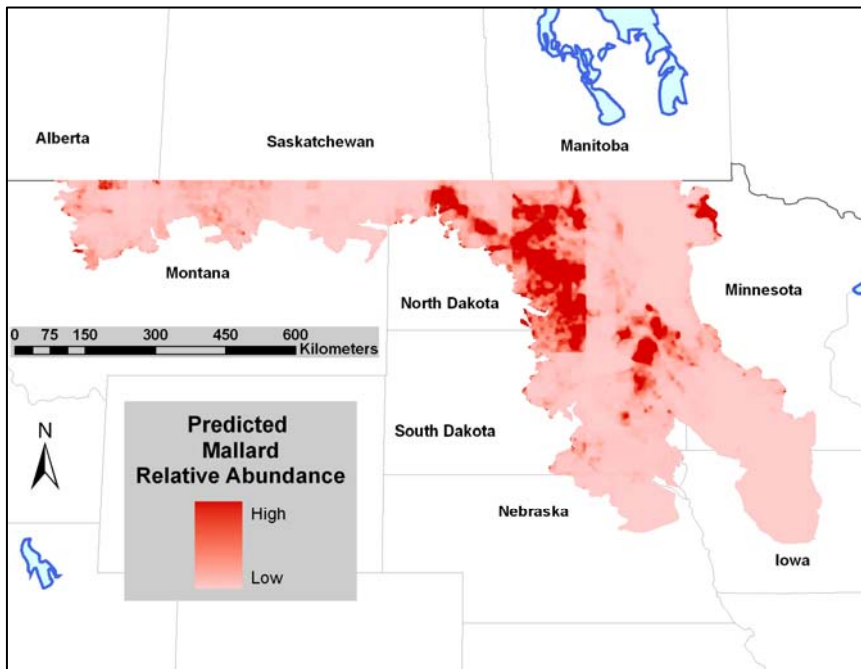 Alberta
Saskatchewan
Manitoba
Montana
North Dakota
Minnesota
0 75 150 300 450 600
Kilometers
N
Predicted
Mallard
Relative Abundance
High
Low
South Dakota
Nebraska
Iowa